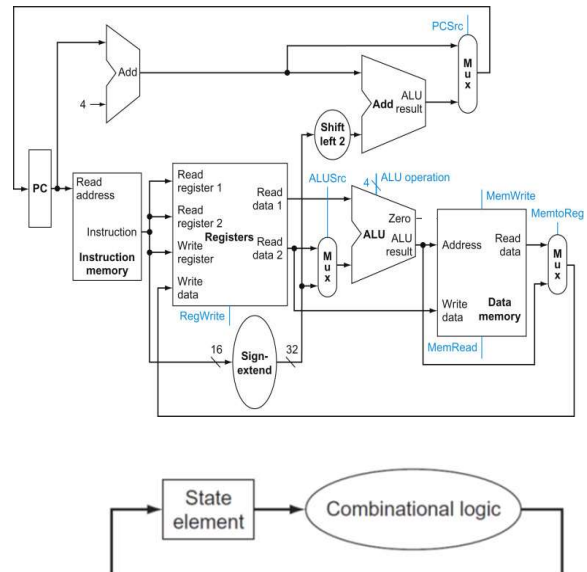 PCSrc
Add
4
M
u
x
ALU
Add result
Shift
left 2
PC
Read
address
Instruction
Instruction
memory
Read
register 1
Read
register 2
Write
register
Write
data
Registers
Read
data 1
Read
data 2
RegWrite
ALUSrc
M
u
x
4
ALU operation
Zero
ALU
ALU
result
MemWrite
Address
Read
data
Write
data
Data
memory
MemRead
MemtoReg
M
u
x
16
Sign-
extend
32
State
element
Combinational logic